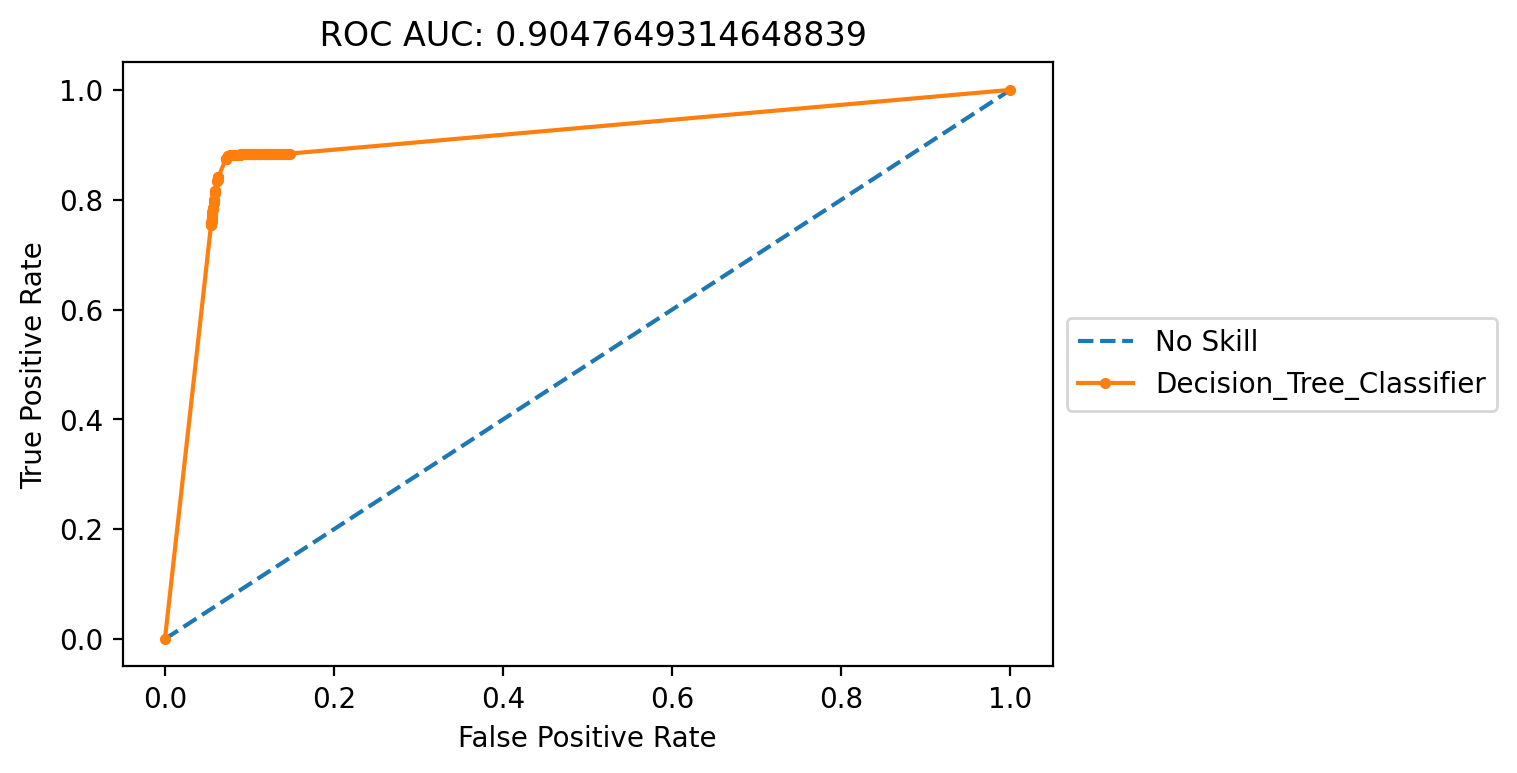 ROC AUC: 0.9047649314648839
1.0
0.8
0.6
0.4
0.2
0.0
True Positive Rate
0.0 0.2 0.4 0.6 0.8 1.0
False Positive Rate
No Skill
Decision_Tree_Classifier